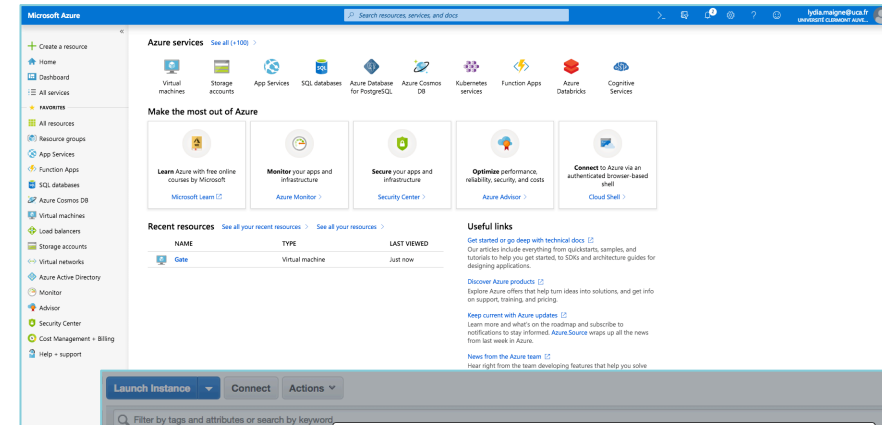 Microsoft Azure
Search resources, services, and docs
lydia.maigne@uca.fr
UNIVERSITÉ CLERMONT AUVE...
Create a resource
Home
Dashboard
All services
FAVORITES
All resources
Resource groups
App Services
Function Apps
SQL databases
Azure Cosmos DB
Virtual machines
Load balancers
Storage accounts
Virtual networks
Azure Active Directory
Monitor
Advisor
Security Center
Cost Management + Billing
Help + support
Azure services See all (+100)
Virtual machines
Storage accounts
App Services
SQL databases
Azure Database for PostgreSQL
Azure Cosmos DB
Kubernetes services
Function Apps
Azure Databricks
Cognitive Services
Make the most out of Azure
Learn Azure with free online
courses by Microsoft
Microsoft Learn
Monitor your apps and
infrastructure
Azure Monitor >
Secure your apps and
infrastructure
Security Center >
Optimize performance,
reliability, security, and costs
Azure Advisor >
Connect to Azure via an
authenticated browser-based
shell
Cloud Shell >
Recent resources See all your recent resources > See all your resources >
NAME TYPE LAST VIEWED
Gate Virtual machine Just now
Useful links
Get started or go deep with technical docs
Our articles include everything from quickstarts, samples, and
tutorials to help you get started, to SDKs and architecture guides for
designing applications.
Discover Azure products
Explore Azure offers that help turn ideas into solutions, and get info
on support, training, and pricing.
Keep current with Azure updates
Learn more and what's on the roadmap and subscribe to
notifications to stay informed. Azure.Source wraps up all the news
from last week in Azure.
News from the Azure team
Hear right from the team developing features that help you solve
Launch Instance Connect Actions
Filter by tags and attributes or search by keyword